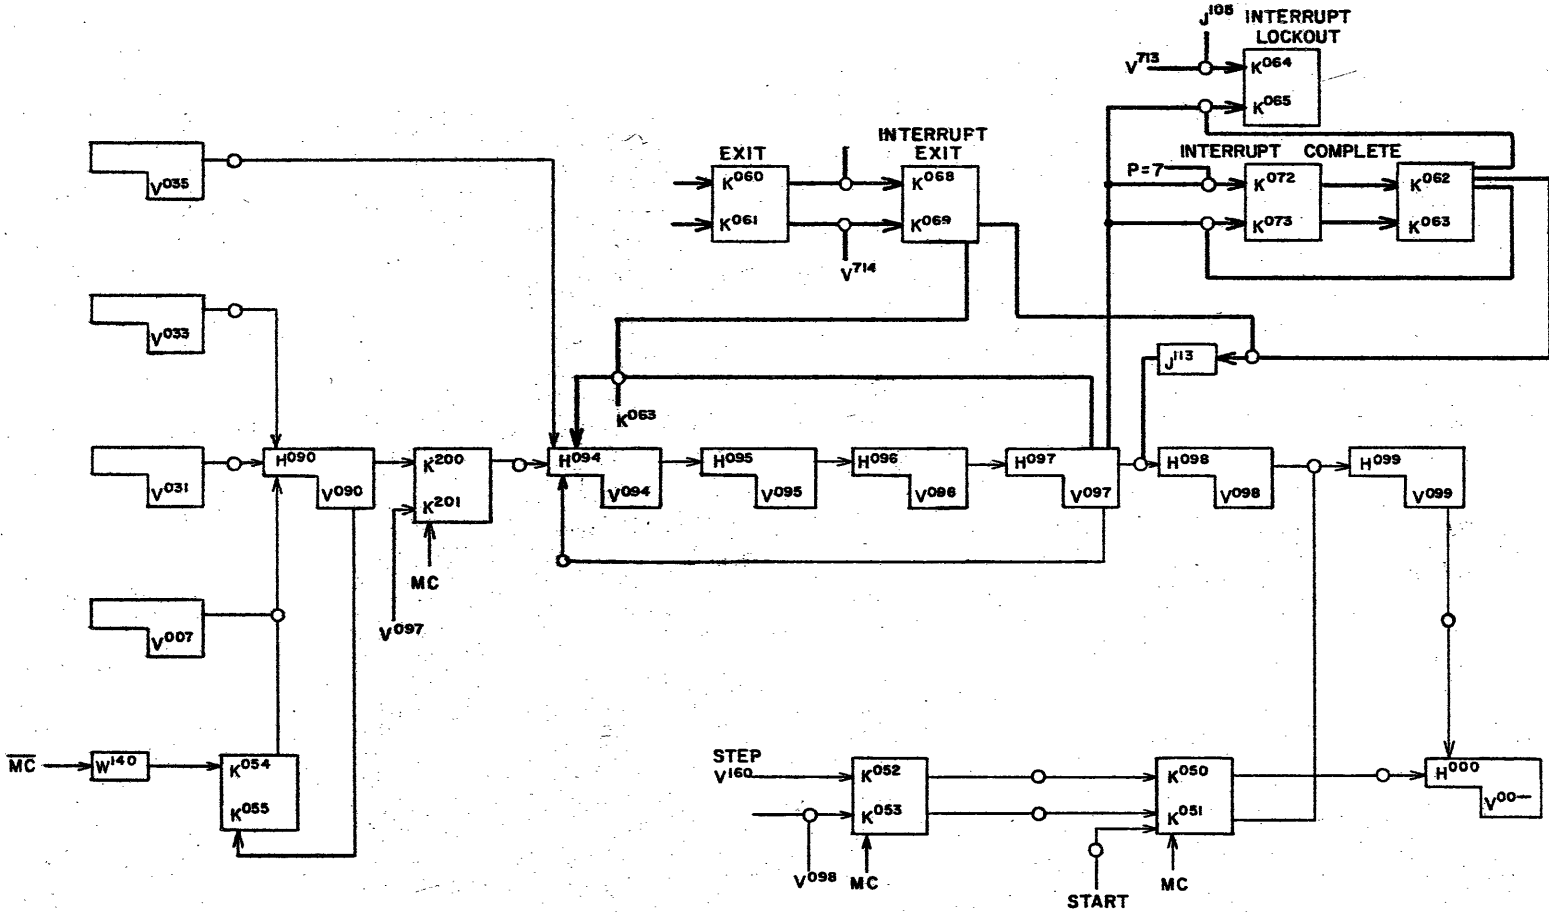 J105 INTERRUPT
LOCKOUT
V713
K064
K065
INTERRUPT
EXIT
EXIT
INTERRUPT COMPLETE
P=7
K060
K061
K068
K069
K072
K073
K062
K063
V035
V714
V033
J113
K063
V031
H090
V090
K200
K201
H094
V094
H095
V095
H096
V096
H097
V097
H098
V098
H099
V099
MC
V097
V007
MC
W140
K054
K055
STEP
V160
K052
K053
K050
K051
H000
V00—
V098
MC
START
MC